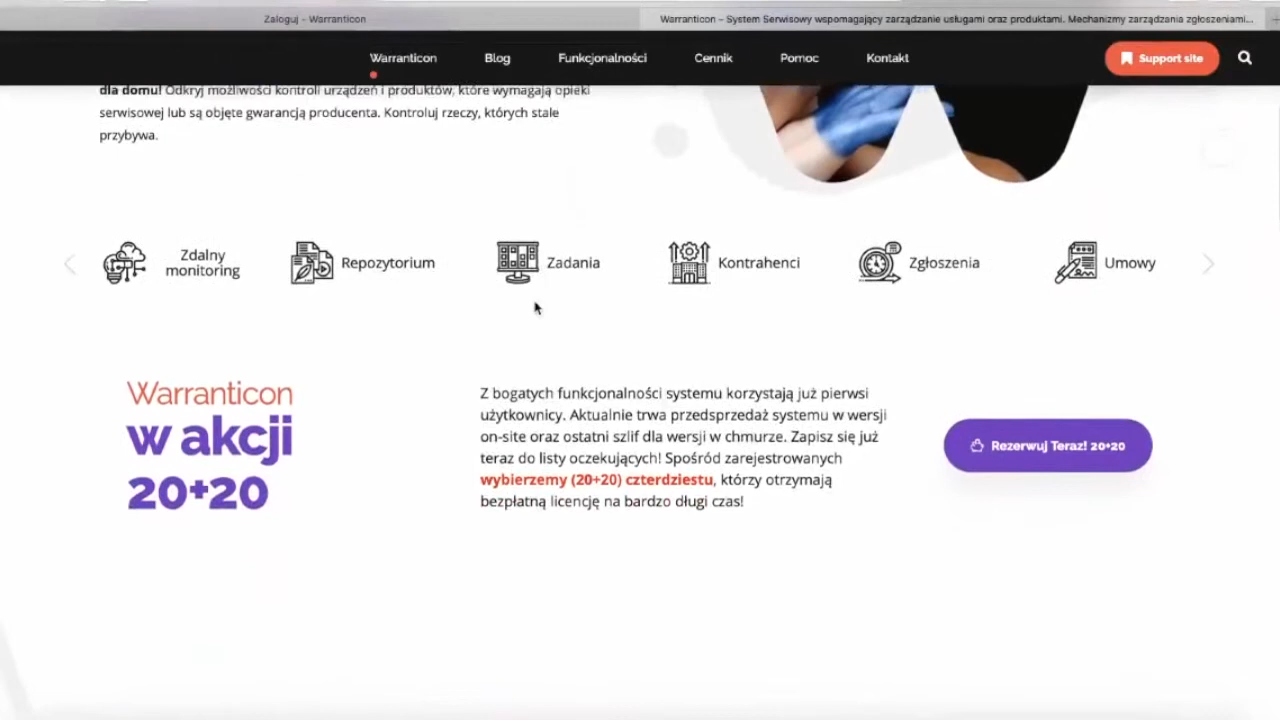 Zaloguj – Warranticon
Warranticon – System Serwisowy wspomagający zarządzanie usługami oraz produktami. Mechanizmy zarządzania zgłoszeniami...
Warranticon Blog Funkcjonalności Cennik Pomoc Kontakt Support site
dla domu! Odkryj możliwości kontroli urządzeń i produktów, które wymagają opieki
serwisowej lub są objęte gwarancją producenta. Kontroluj rzeczy, których stale
przybywa.
Zdalny
monitoring
Repozytorium
Zadania
Kontrahenci
Zgłoszenia
Umowy
Warranticon
w akcji
20+20
Z bogatych funkcjonalności systemu korzystają już pierwsi
użytkownicy. Aktualnie trwa przedsprzedaż systemu w wersji
on-site oraz ostatni szlif dla wersji w chmurze. Zapisz się już
teraz do listy oczekujących! Spośród zarejestrowanych
wybierzemy (20+20) czterdziestu, którzy otrzymają
bezpłatną licencję na bardzo długi czas!
Rezerwuj Teraz! 20+20